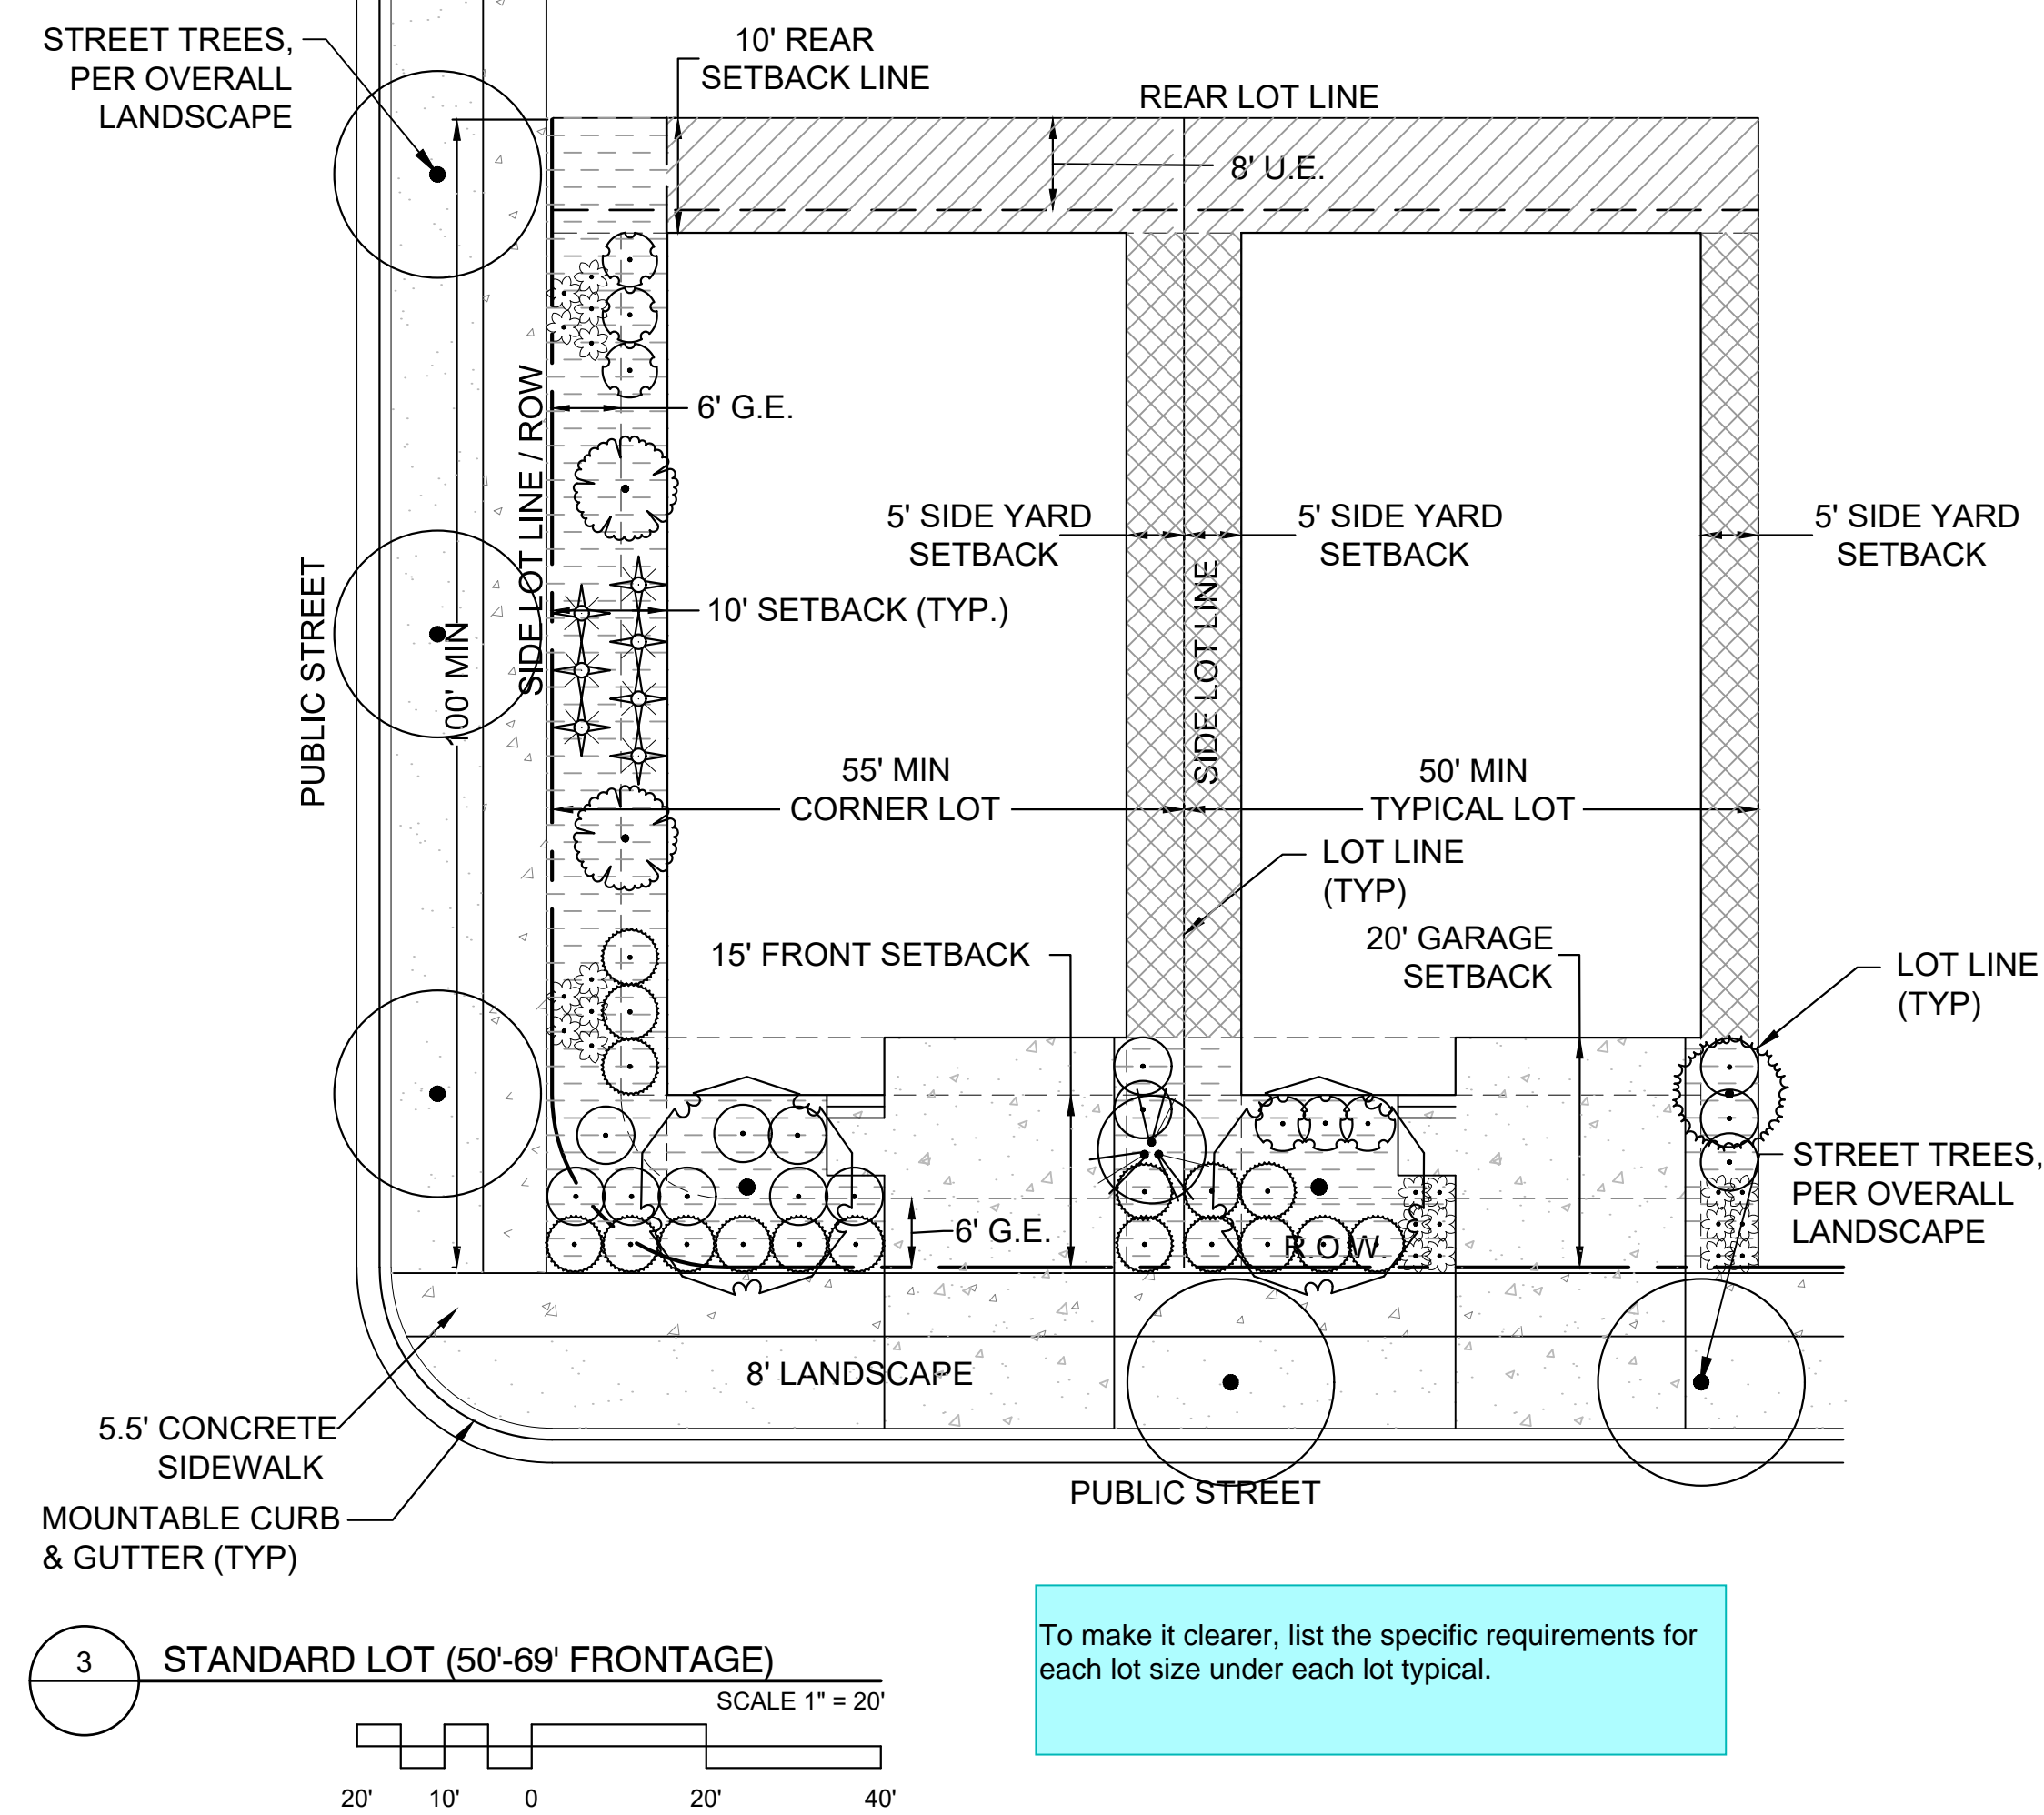 STREET TREES,
PER OVERALL
LANDSCAPE
10' REAR
SETBACK LINE
REAR LOT LINE
8' U.E.
SIDE LOT LINE / ROW
6' G.E.
5' SIDE YARD
SETBACK
5' SIDE YARD
SETBACK
5' SIDE YARD
SETBACK
PUBLIC STREET
100' MIN
10' SETBACK (TYP.)
SIDE LOT LINE
55' MIN
CORNER LOT
50' MIN
TYPICAL LOT
LOT LINE
(TYP)
15' FRONT SETBACK
20' GARAGE
SETBACK
LOT LINE
(TYP)
STREET TREES,
PER OVERALL
LANDSCAPE
6' G.E.
R.O.W.
8' LANDSCAPE
5.5' CONCRETE
SIDEWALK
PUBLIC STREET
MOUNTABLE CURB
& GUTTER (TYP)
3
STANDARD LOT (50'-69' FRONTAGE)
SCALE 1" = 20'
20' 10' 0 20' 40'
To make it clearer, list the specific requirements for
each lot size under each lot typical.